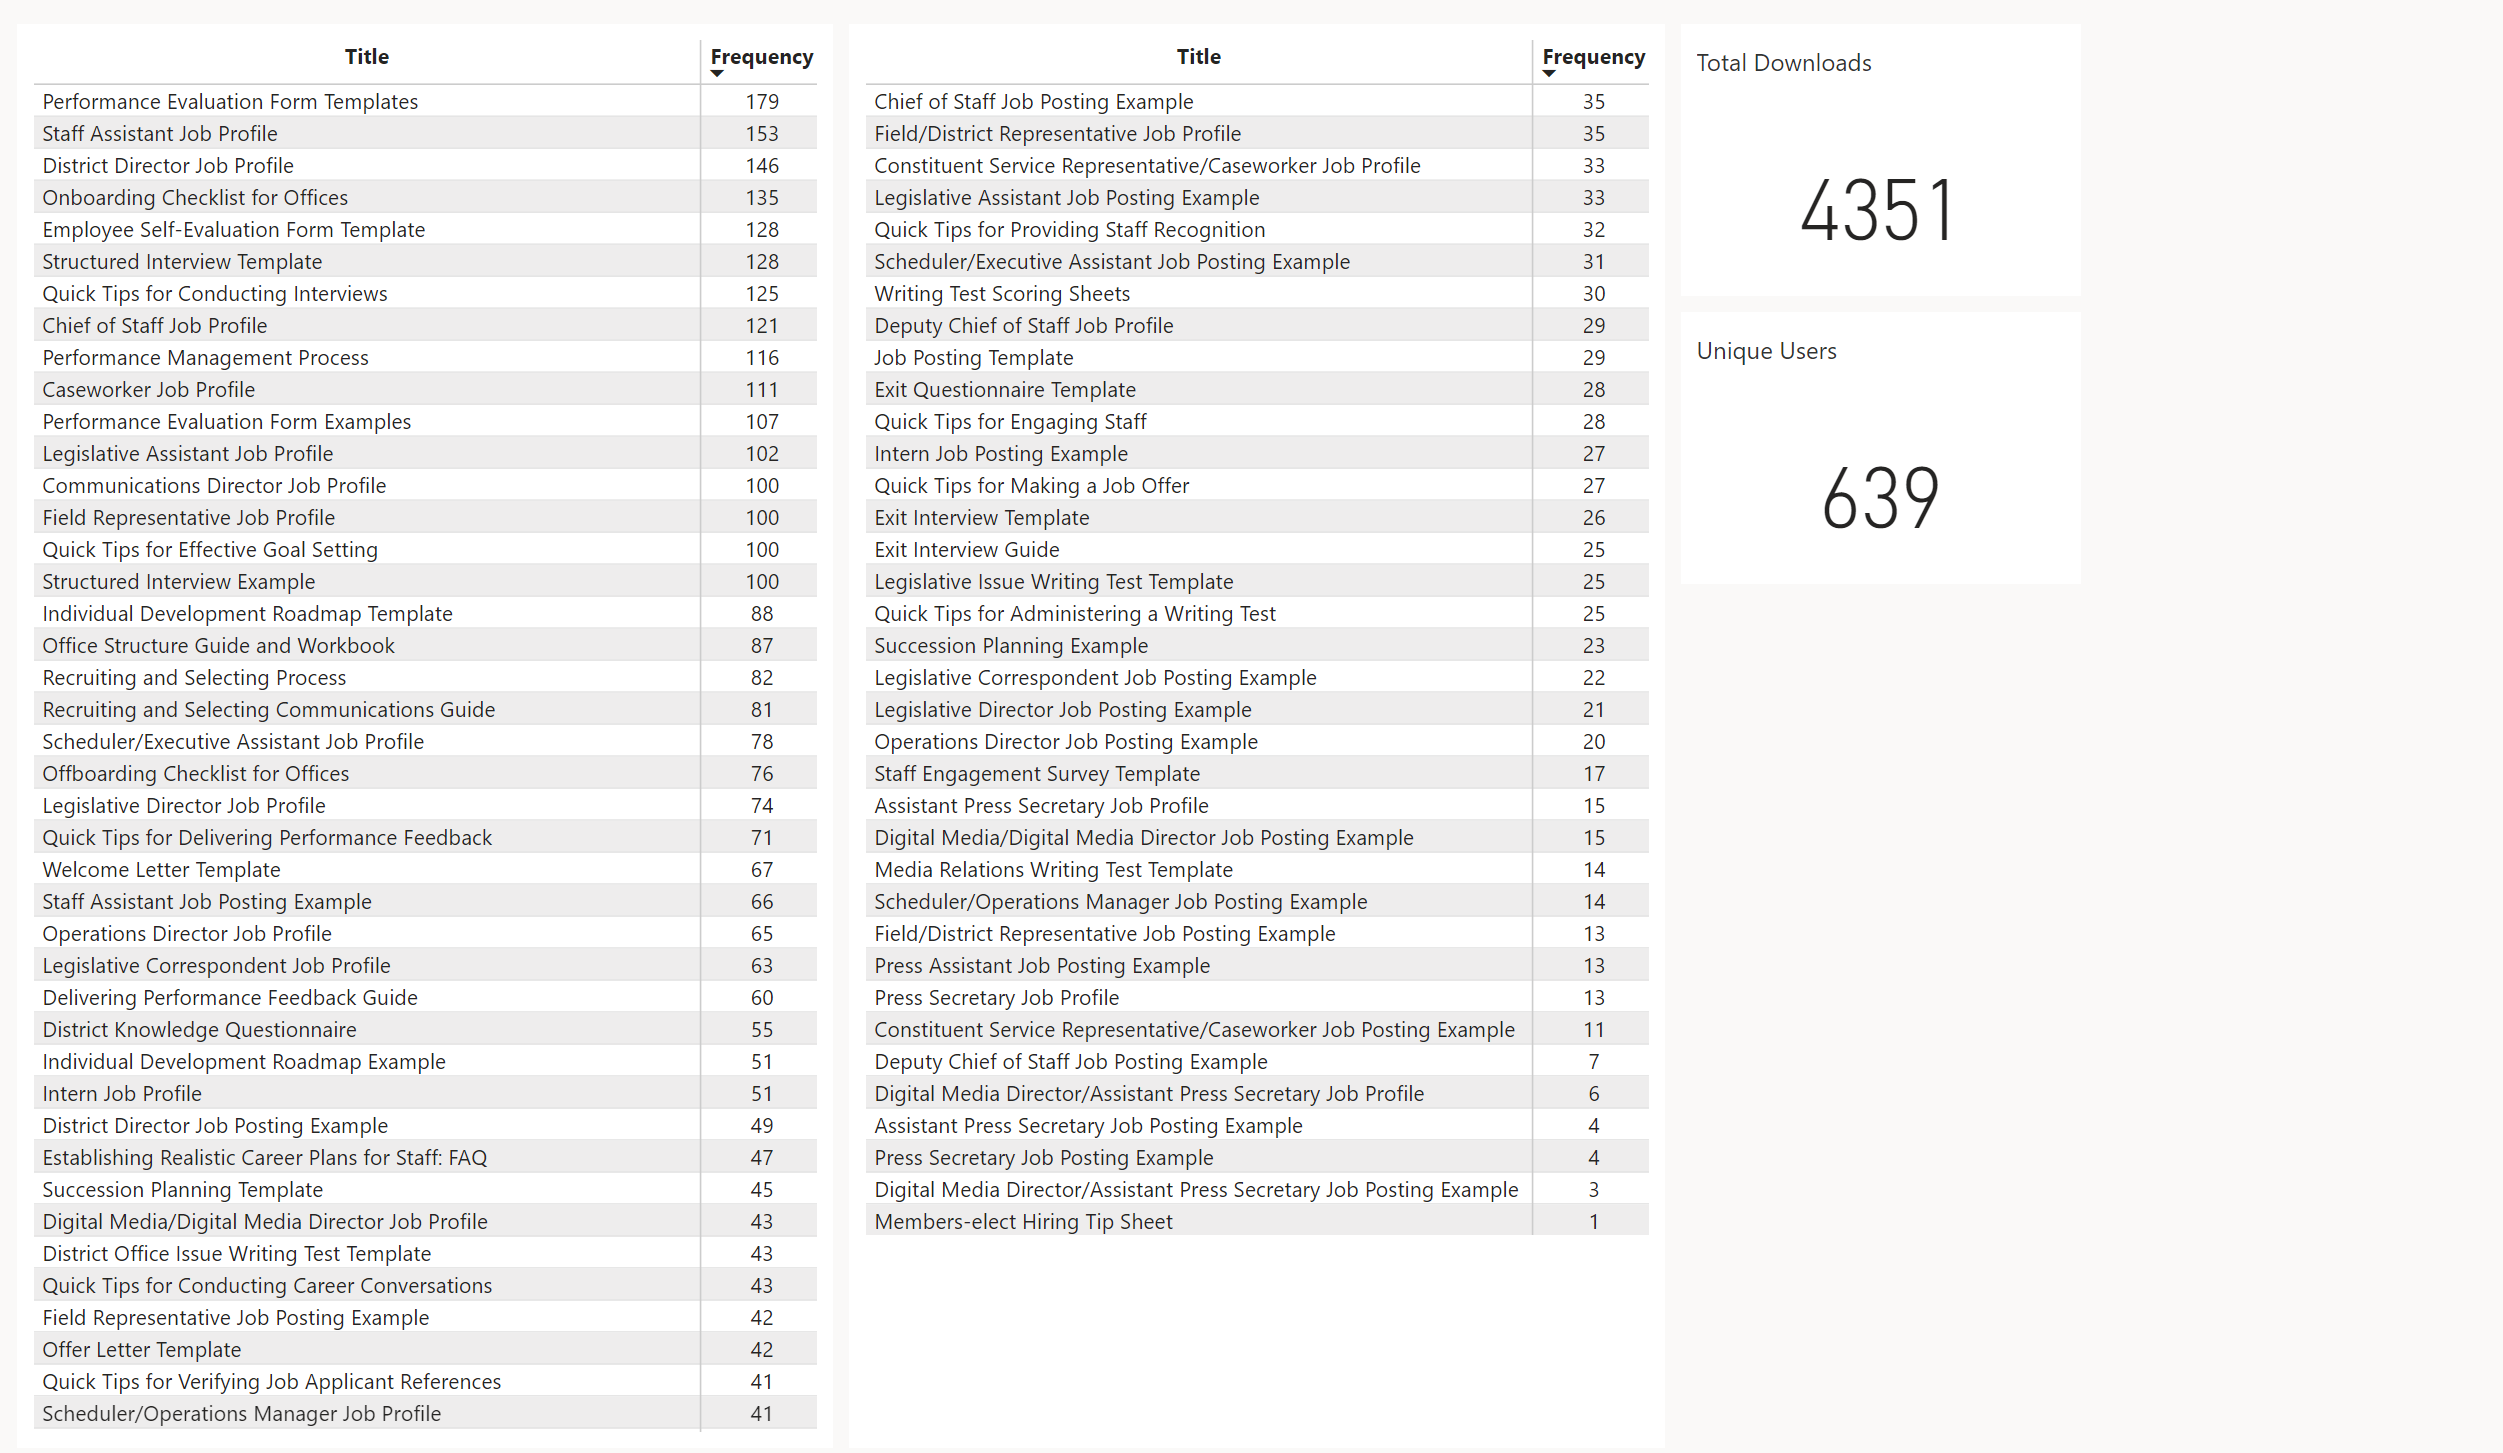 Title Frequency
Performance Evaluation Form Templates 179
Staff Assistant Job Profile 153
District Director Job Profile 146
Onboarding Checklist for Offices 135
Employee Self-Evaluation Form Template 128
Structured Interview Template 128
Quick Tips for Conducting Interviews 125
Chief of Staff Job Profile 121
Performance Management Process 116
Caseworker Job Profile 111
Performance Evaluation Form Examples 107
Legislative Assistant Job Profile 102
Communications Director Job Profile 100
Field Representative Job Profile 100
Quick Tips for Effective Goal Setting 100
Structured Interview Example 100
Individual Development Roadmap Template 88
Office Structure Guide and Workbook 87
Recruiting and Selecting Process 82
Recruiting and Selecting Communications Guide 81
Scheduler/Executive Assistant Job Profile 78
Offboarding Checklist for Offices 76
Legislative Director Job Profile 74
Quick Tips for Delivering Performance Feedback 71
Welcome Letter Template 67
Staff Assistant Job Posting Example 66
Operations Director Job Profile 65
Legislative Correspondent Job Profile 63
Delivering Performance Feedback Guide 60
District Knowledge Questionnaire 55
Individual Development Roadmap Example 51
Intern Job Profile 51
District Director Job Posting Example 49
Establishing Realistic Career Plans for Staff: FAQ 47
Succession Planning Template 45
Digital Media/Digital Media Director Job Profile 43
District Office Issue Writing Test Template 43
Quick Tips for Conducting Career Conversations 43
Field Representative Job Posting Example 42
Offer Letter Template 42
Quick Tips for Verifying Job Applicant References 41
Scheduler/Operations Manager Job Profile 41
Title Frequency
Chief of Staff Job Posting Example 35
Field/District Representative Job Profile 35
Constituent Service Representative/Caseworker Job Profile 33
Legislative Assistant Job Posting Example 33
Quick Tips for Providing Staff Recognition 32
Scheduler/Executive Assistant Job Posting Example 31
Writing Test Scoring Sheets 30
Deputy Chief of Staff Job Profile 29
Job Posting Template 29
Exit Questionnaire Template 28
Quick Tips for Engaging Staff 28
Intern Job Posting Example 27
Quick Tips for Making a Job Offer 27
Exit Interview Template 26
Exit Interview Guide 25
Legislative Issue Writing Test Template 25
Quick Tips for Administering a Writing Test 25
Succession Planning Example 23
Legislative Correspondent Job Posting Example 22
Legislative Director Job Posting Example 21
Operations Director Job Posting Example 20
Staff Engagement Survey Template 17
Assistant Press Secretary Job Profile 15
Digital Media/Digital Media Director Job Posting Example 15
Media Relations Writing Test Template 14
Scheduler/Operations Manager Job Posting Example 14
Field/District Representative Job Posting Example 13
Press Assistant Job Posting Example 13
Press Secretary Job Profile 13
Constituent Service Representative/Caseworker Job Posting Example 11
Deputy Chief of Staff Job Posting Example 7
Digital Media Director/Assistant Press Secretary Job Profile 6
Assistant Press Secretary Job Posting Example 4
Press Secretary Job Posting Example 4
Digital Media Director/Assistant Press Secretary Job Posting Example 3
Members-elect Hiring Tip Sheet 1
Total Downloads
4351
Unique Users
639